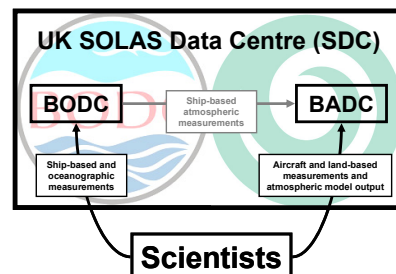 UK SOLAS Data Centre (SDC)
BODC
BODC
Ship-based
atmospheric
measurements
BADC
Ship-based and
oceanographic
measurements
Aircraft and land-based
measurements and
atmospheric model output
Scientists